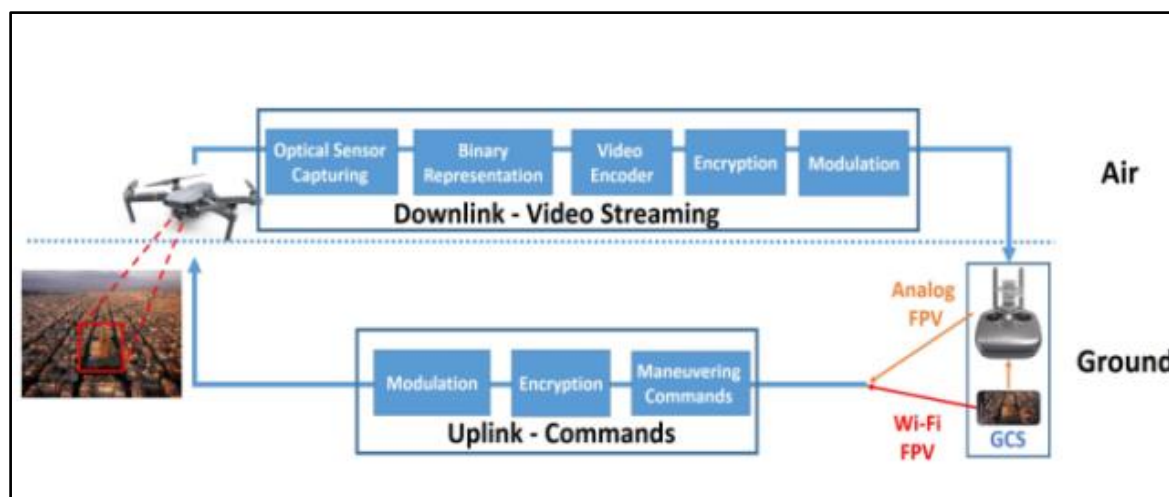 Optical Sensor
Capturing
Binary
Representation
Video
Encoder
Encryption
Modulation
Downlink - Video Streaming
Air
Analog
FPV
Ground
Modulation
Encryption
Maneuvering
Commands
Uplink - Commands
Wi-Fi
FPV
GCS